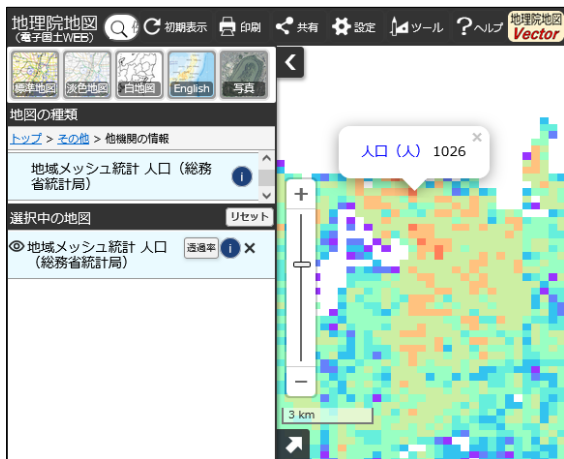 地理院地図
(電子国土WEB)
初期表示
印刷
共有
設定
ツール
ヘルプ
地理院地図
Vector
標準地図
淡色地図
白地図
English
写真
地図の種類
トップ > その他 > 他機関の情報
地域メッシュ統計 人口（総務
省統計局）
選択中の地図
リセット
地域メッシュ統計 人口
（総務省統計局）
透過率
人口（人） 1026
3 km